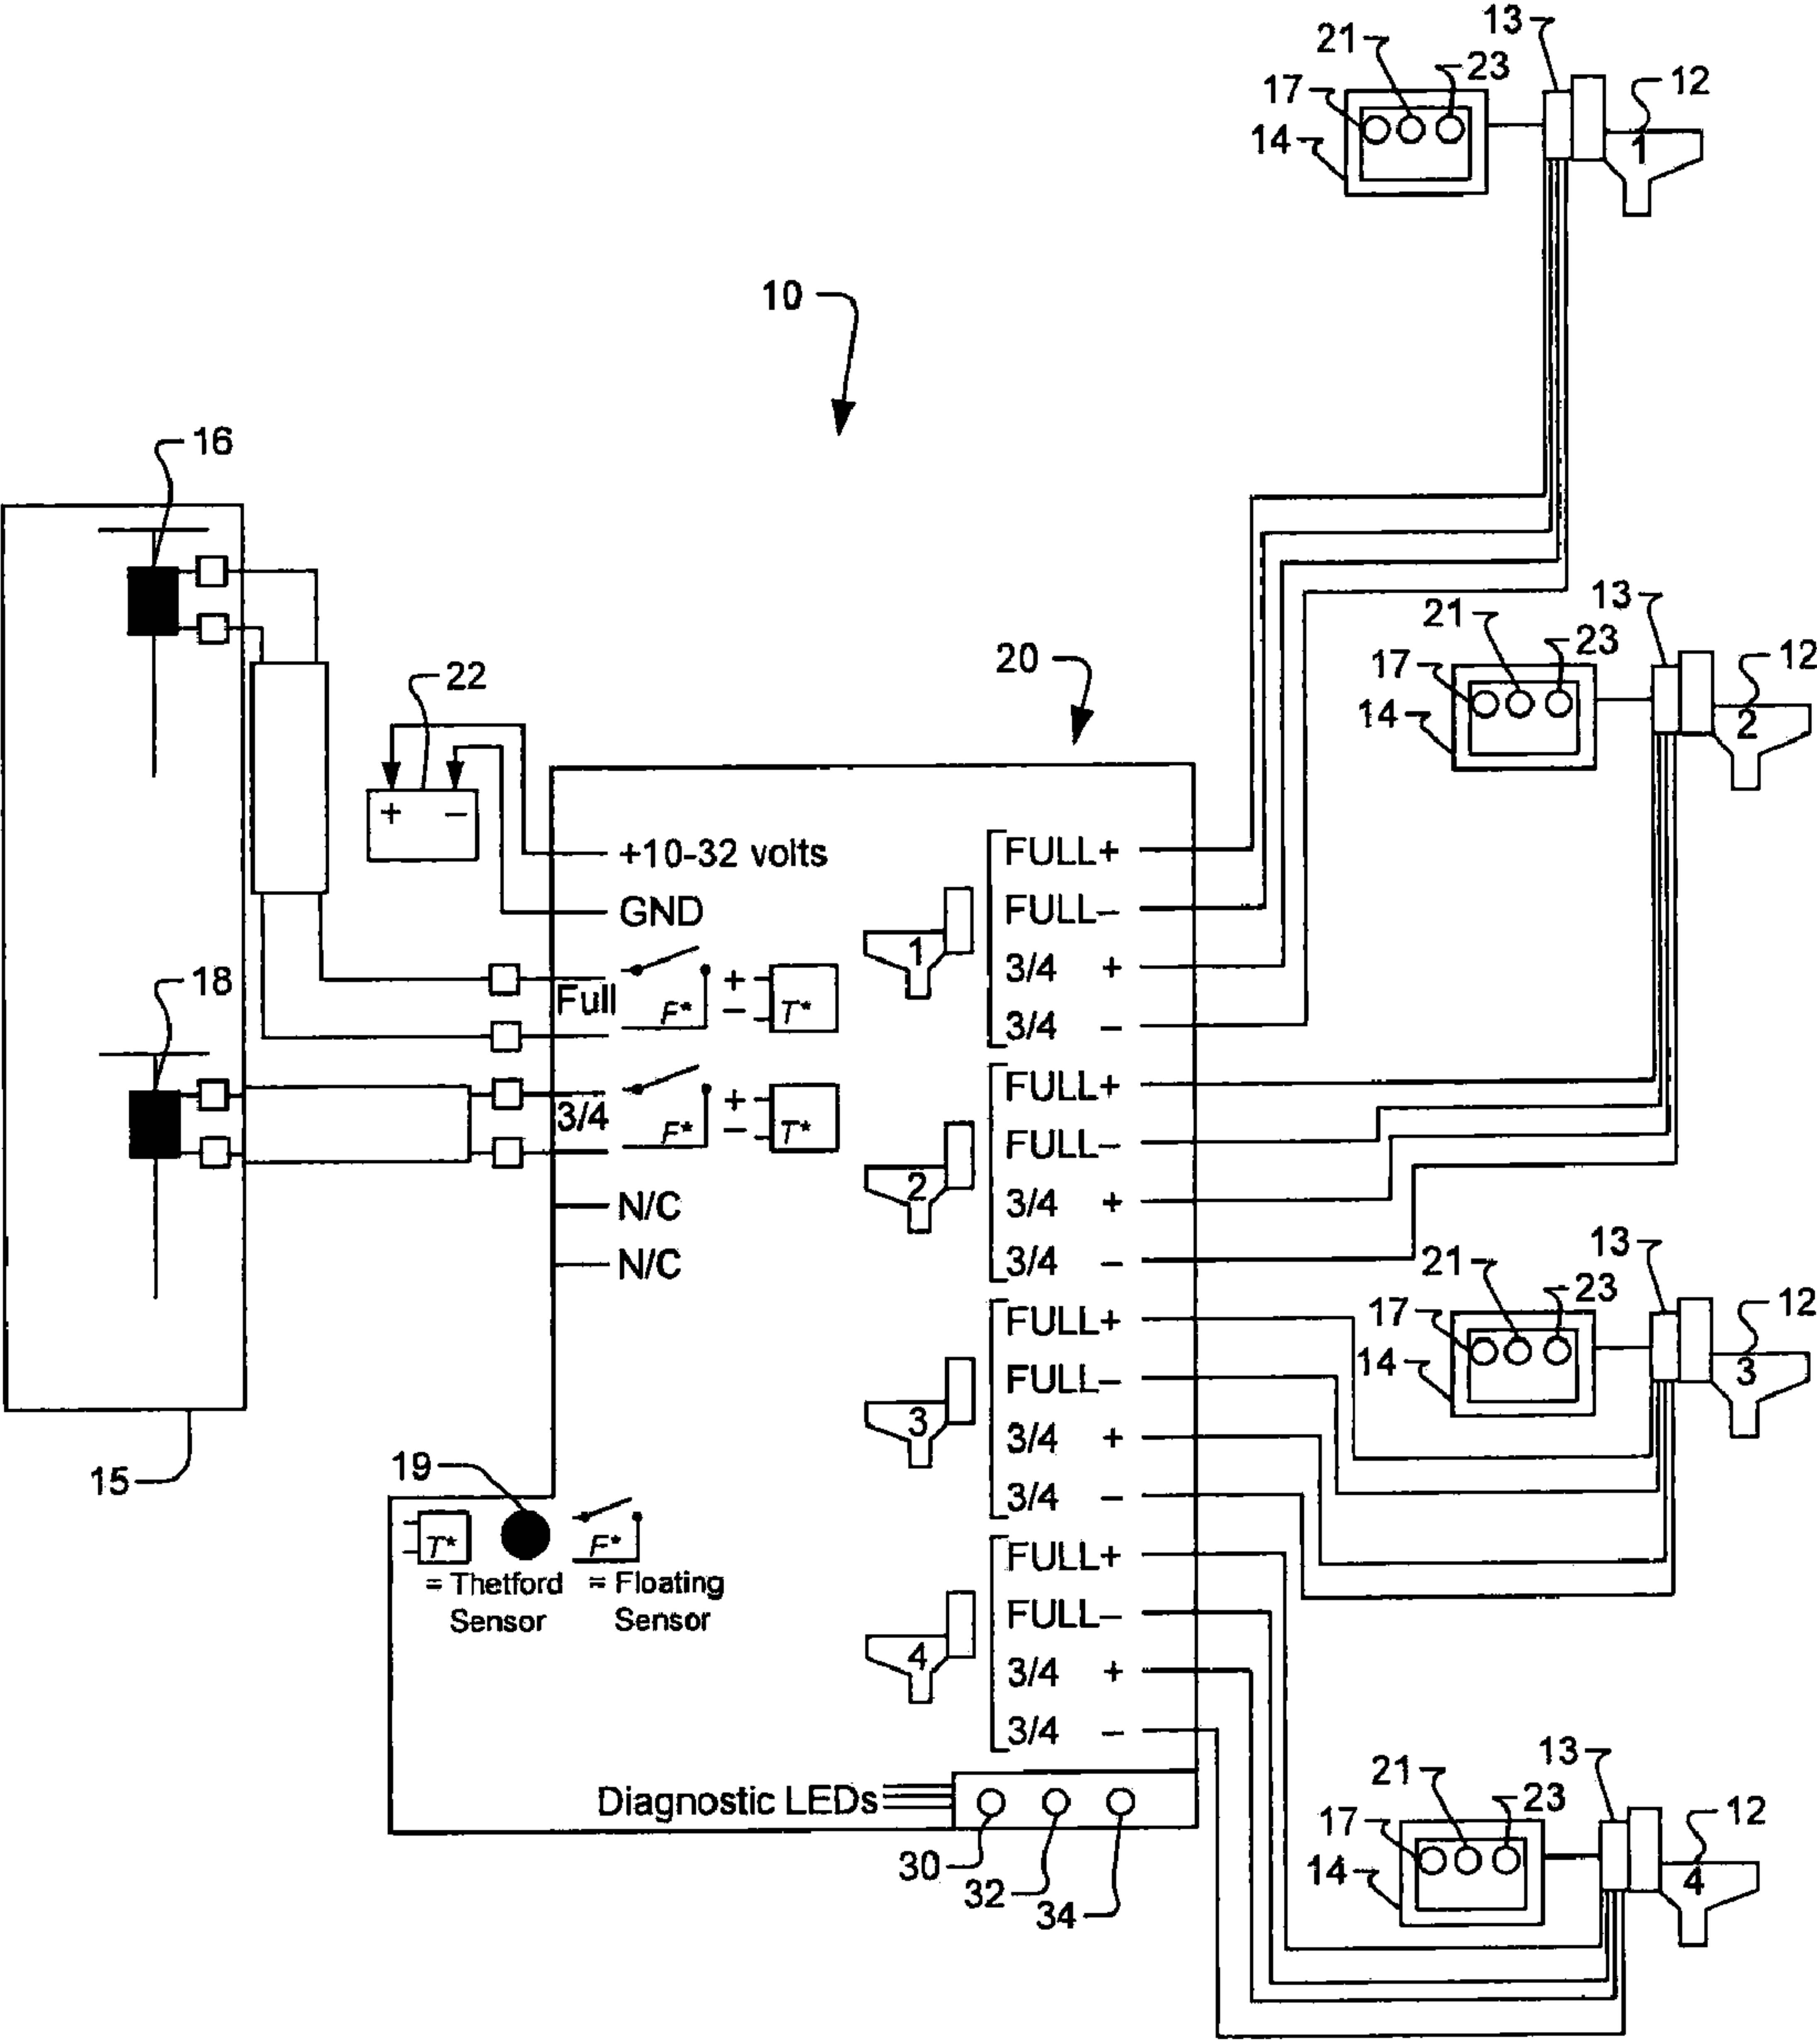 13
21
23
17
12
14
1
10
16
13
21
23
20
12
17
22
14
2
+ −
+10-32 volts
FULL+
GND
FULL−
1
18
+
3/4 +
Full
F*
−
T*
3/4 −
+
FULL+
3/4
F*
−
T*
FULL−
2
N/C
3/4 +
13
N/C
3/4 −
21
23
12
17
FULL+
14
3
FULL−
3
3/4 +
15
19
3/4 −
T*
F*
FULL+
= Thetford
Sensor
= Floating
Sensor
FULL−
4
3/4 +
3/4 −
13
21
23
12
Diagnostic LEDs
17
30
14
4
32
34